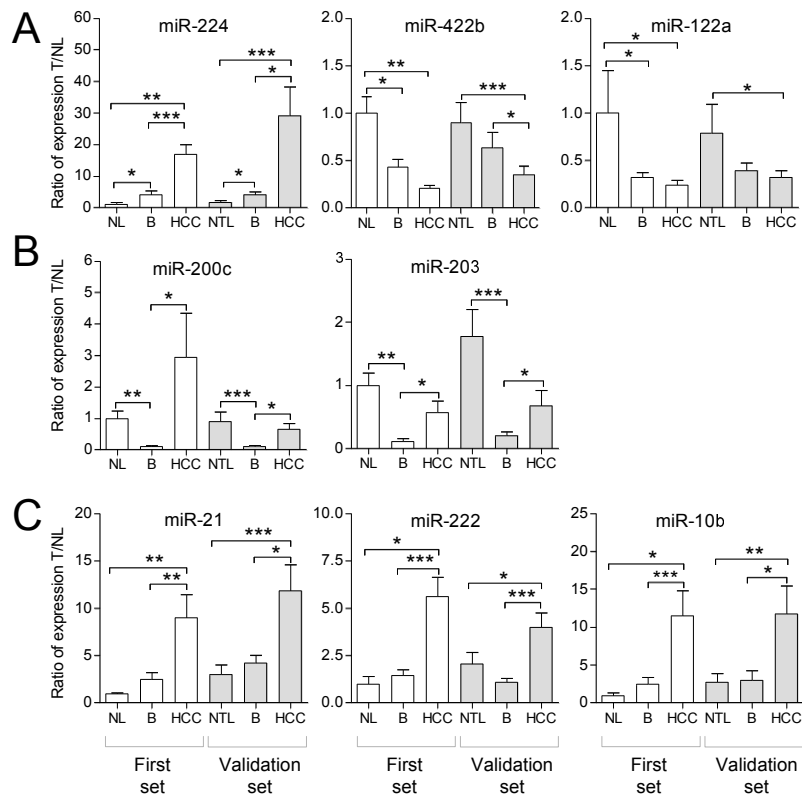 A
miR-224
miR-422b
miR-122a
Ratio of expression T/NL
60
50
40
30
20
10
0
2.0
1.5
1.0
0.5
0.0
2.0
1.5
1.0
0.5
0.0
* ** *** * * ***
* ** * ***
* * *
NL B HCC NTL B HCC
NL B HCC NTL B HCC
NL B HCC NTL B HCC
B
miR-200c
miR-203
Ratio of expression T/NL
6
5
4
3
2
1
0
3
2
1
0
** * *** *
** * *** *
NL B HCC NTL B HCC
NL B HCC NTL B HCC
C
miR-21
miR-222
miR-10b
Ratio of expression T/NL
20
15
10
5
0
10.0
7.5
5.0
2.5
0.0
25
20
15
10
5
0
** ** *** *
* *** * ***
* *** ** *
NL B HCC NTL B HCC
NL B HCC NTL B HCC
NL B HCC NTL B HCC
First set
Validation set
First set
Validation set
First set
Validation set